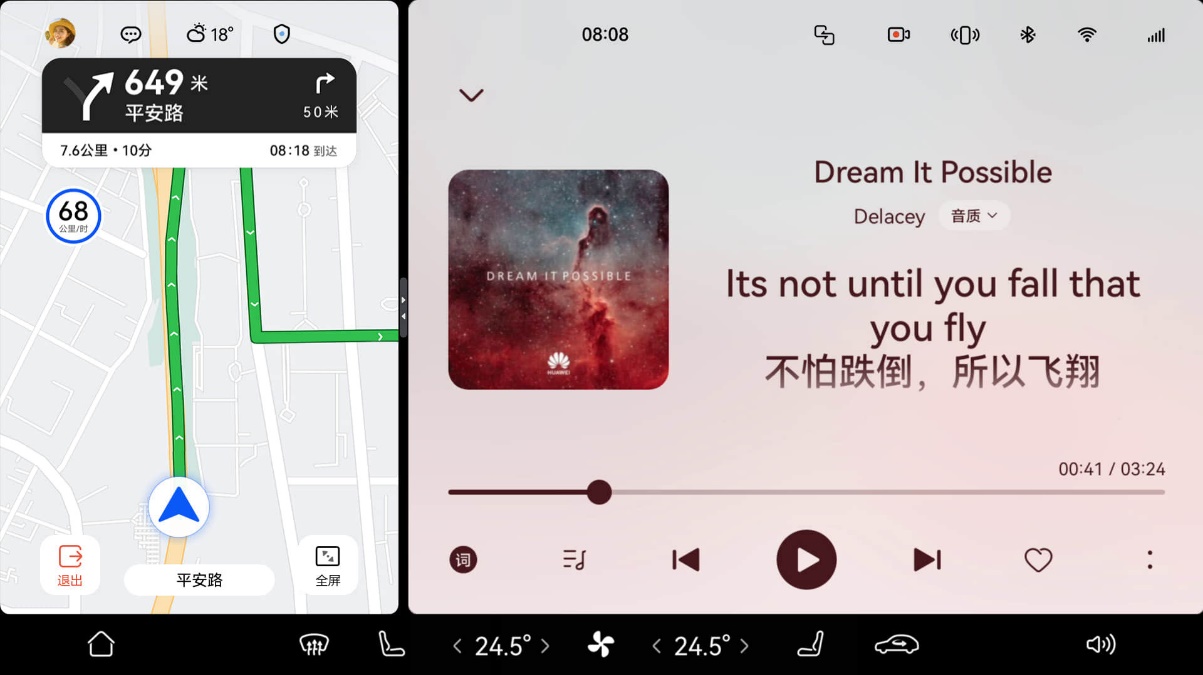 18°
649 米
平安路
50米
7.6公里 • 10分
08:18 到达
68
公里/时
退出
平安路
全屏
08:08
DREAM IT POSSIBLE
HUAWEI
Dream It Possible
Delacey
音质
Its not until you fall that
you fly
不怕跌倒，所以飞翔
00:41 / 03:24
词
24.5°
24.5°